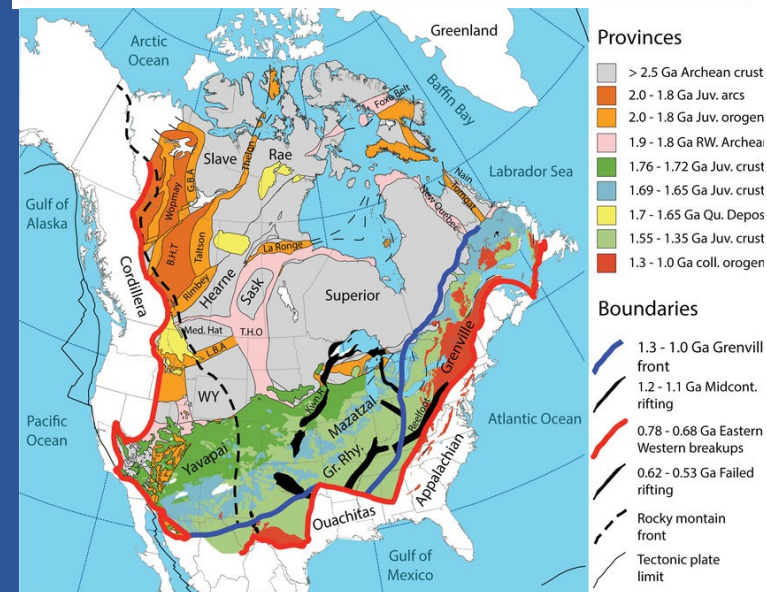 Greenland
Arctic
Ocean
Baffin
Bay
Foxe Belt
Slave
Rae
Thelon
G.B.A
Wopmay
Labrador Sea
Nain
Torngat
New Quebec
Gulf of
Alaska
B.H.T
Taltson
La Ronge
Rimbey
Hearne
Sask
Superior
Cordillera
Med. Hat
T.H.O
L.B.A
WY
Grenville
Pacific
Ocean
Mazatzal
Reelfoot
Yavapai
Gr. Rhy.
Atlantic Ocean
Appalachian
Ouachitas
Gulf of
Mexico
Provinces
> 2.5 Ga Archean crust
2.0 - 1.8 Ga Juv. arcs
2.0 - 1.8 Ga Juv. orogen
1.9 - 1.8 Ga RW. Archean
1.76 - 1.72 Ga Juv. crust
1.69 - 1.65 Ga Juv. crust
1.7 - 1.65 Ga Qu. Depos
1.55 - 1.35 Ga Juv. crust
1.3 - 1.0 Ga coll. orogen
Boundaries
1.3 - 1.0 Ga Grenville
front
1.2 - 1.1 Ga Midcont.
rifting
0.78 - 0.68 Ga Eastern
Western breakups
0.62 - 0.53 Ga Failed
rifting
Rocky montain
front
Tectonic plate
limit